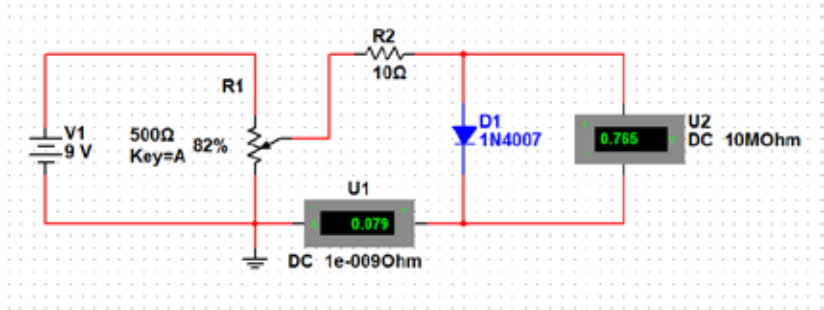 R2
10Ω
R1
V1
9 V
500Ω
Key=A
82%
D1
1N4007
0.765
U2
DC 10MOhm
U1
0.079
DC 1e-009Ohm